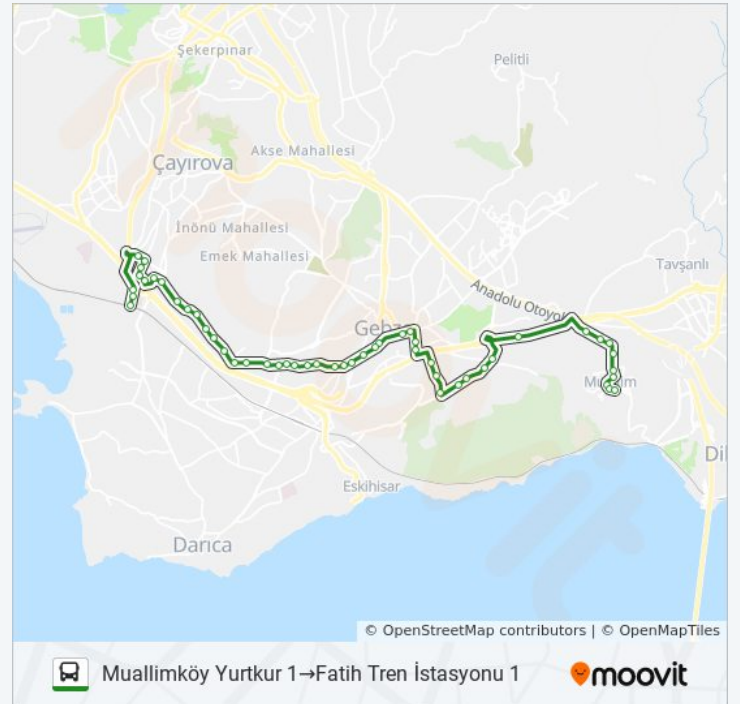 Şekerpınar
Pelitli
Akse Mahallesi
Çayırova
İnönü Mahallesi
Emek Mahallesi
Tavşanlı
Anadolu Otoyol
Eskihisar
Darıca
© OpenStreetMap contributors | © OpenMapTiles
Muallimköy Yurtkur 1→Fatih Tren İstasyonu 1
moovit